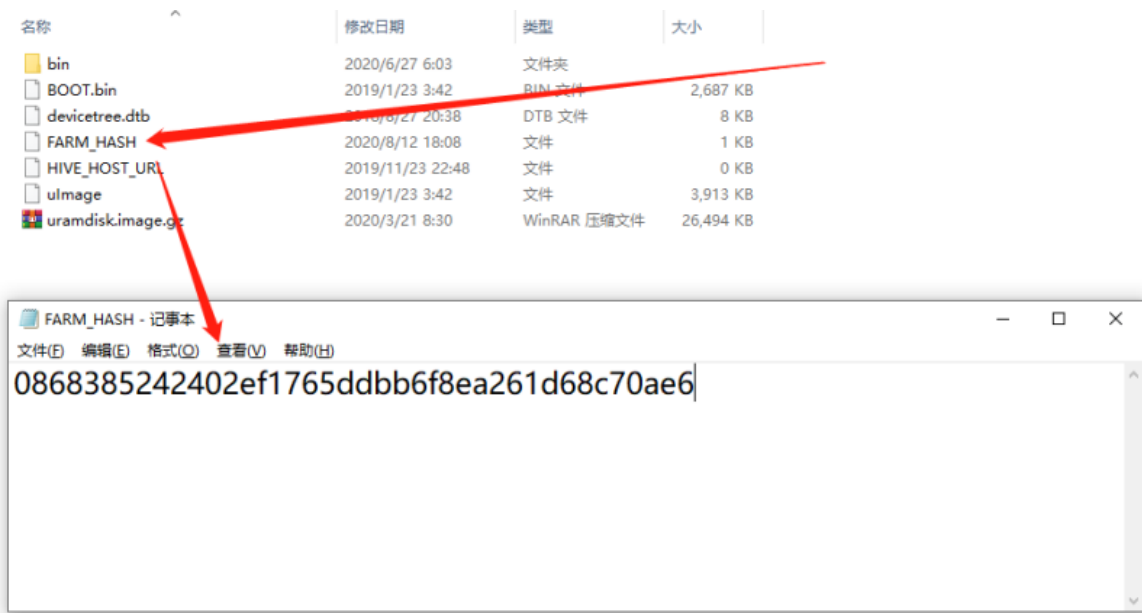 名称 修改日期 类型 大小
bin 2020/6/27 6:03 文件夹
BOOT.bin 2019/1/23 3:42 BIN 文件 2,687 KB
devicetree.dtb 20:38 DTB 文件 8 KB
FARM_HASH 2020/8/12 18:08 文件 1 KB
HIVE_HOST_URL 2019/11/23 22:48 文件 0 KB
uImage 2019/1/23 3:42 文件 3,913 KB
uramdisk.image.gz 2020/3/21 8:30 WinRAR 压缩文件 26,494 KB
FARM_HASH - 记事本
文件(F) 编辑(E) 格式(O) 查看(V) 帮助(H)
0868385242402ef1765ddbb6f8ea261d68c70ae6